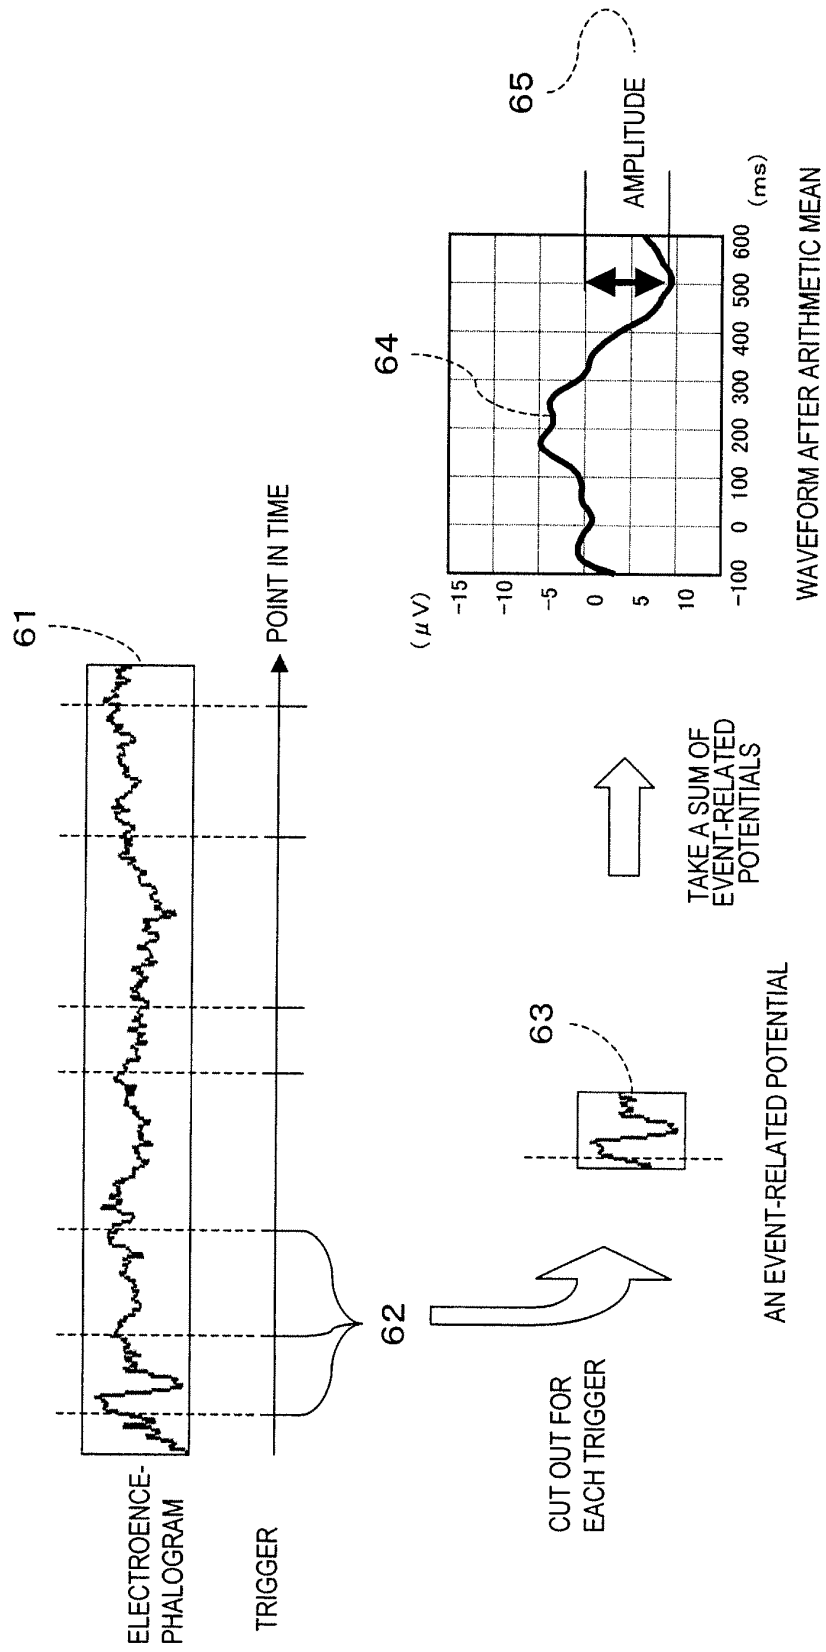 61
ELECTROENCE-
PHALOGRAM
TRIGGER
POINT IN TIME
62
CUT OUT FOR
EACH TRIGGER
63
AN EVENT-RELATED POTENTIAL
TAKE A SUM OF
EVENT-RELATED
POTENTIALS
64
65
(μV)
-15
-10
-5
0
5
10
-100 0 100 200 300 400 500 600
(ms)
AMPLITUDE
WAVEFORM AFTER ARITHMETIC MEAN